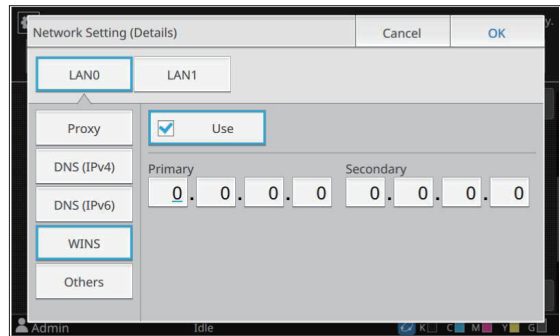 Network Setting (Details) Cancel OK
LAN0 LAN1
Proxy
Use
DNS (IPv4)
Primary Secondary
0 . 0 . 0 . 0 0 . 0 . 0 . 0
DNS (IPv6)
WINS
Others
Admin Idle K C M Y G